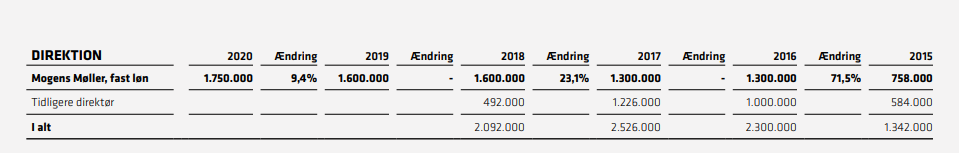 DIREKTION 2020 Ændring 2019 Ændring 2018 Ændring 2017 Ændring 2016 Ændring 2015
Mogens Møller, fast løn 1.750.000 9,4% 1.600.000 - 1.600.000 23,1% 1.300.000 - 1.300.000 71,5% 758.000
Tidligere direktør 492.000 1.226.000 1.000.000 584.000
I alt 2.092.000 2.526.000 2.300.000 1.342.000